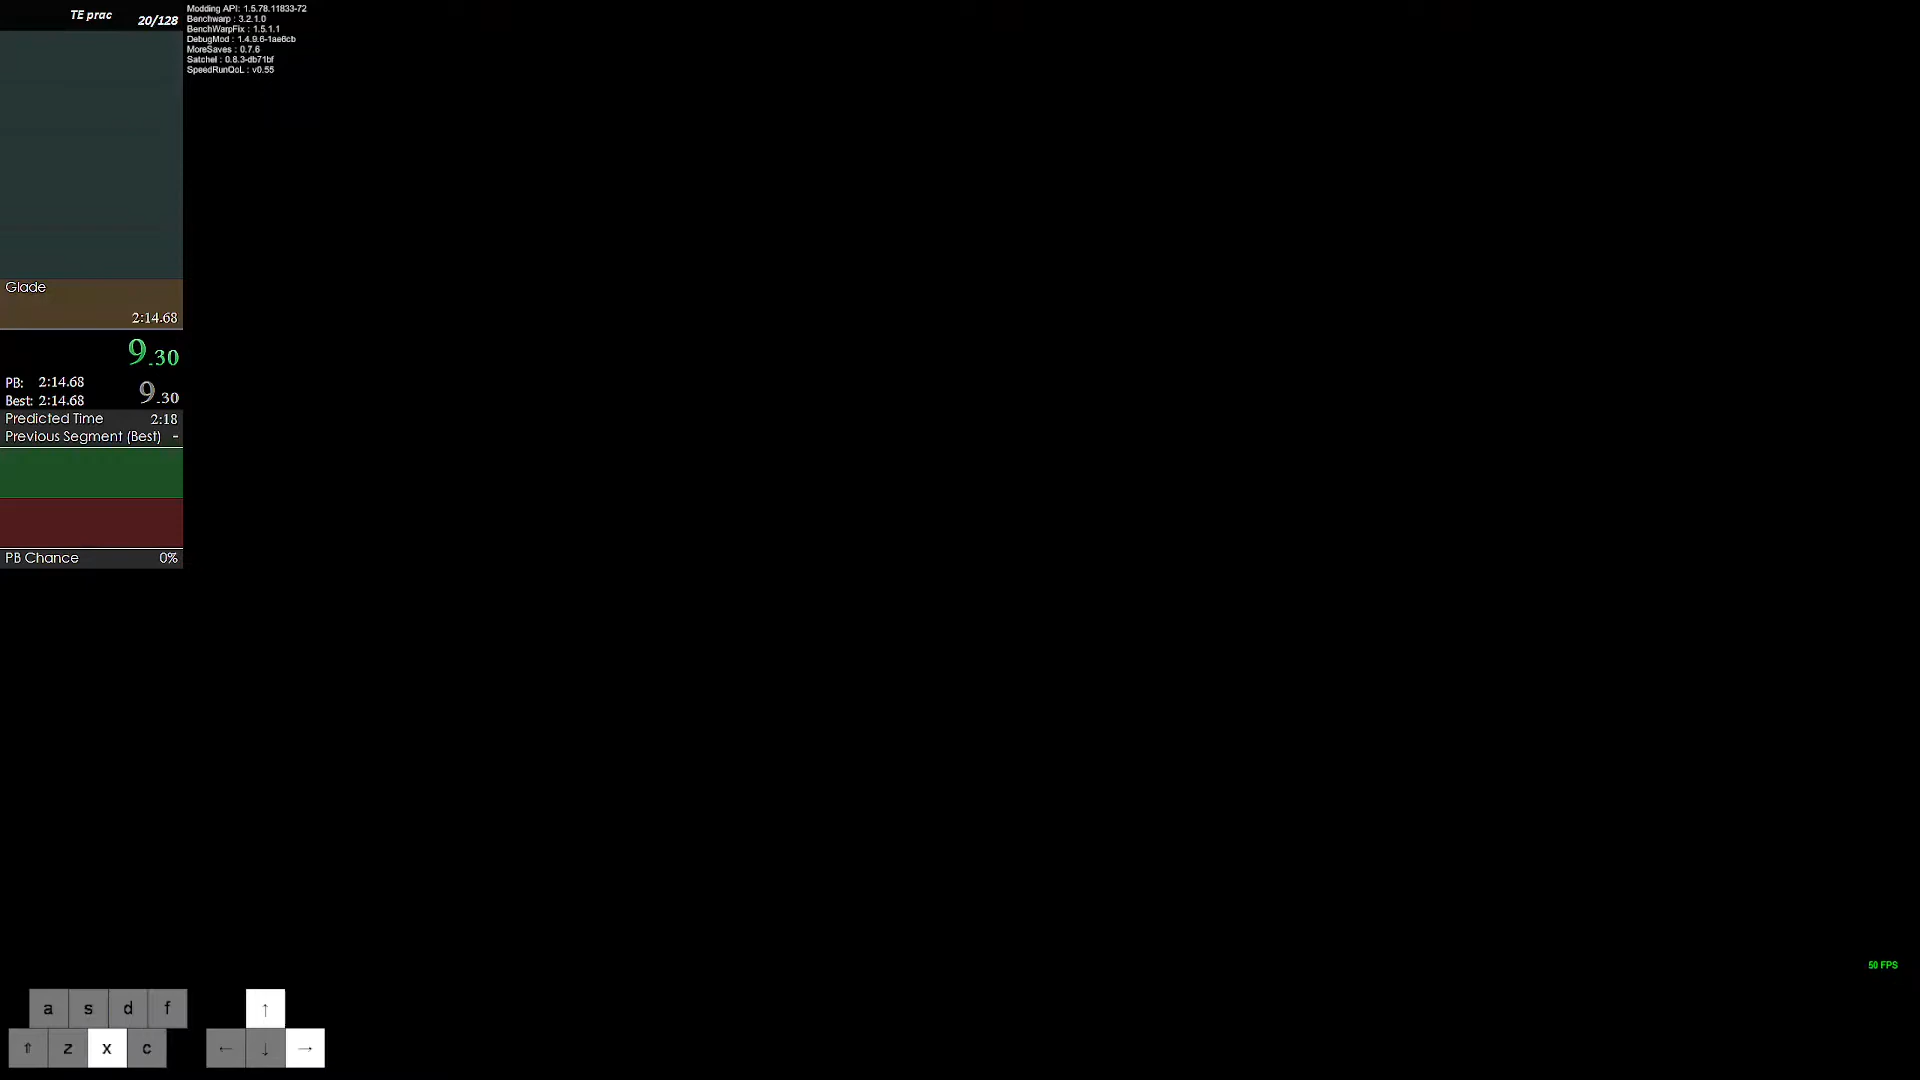 TE prac
20/128
Modding API: 1.5.78.11833-72
Benchwarp : 3.2.1.0
BenchWarpFix : 1.5.1.1
DebugMod : 1.4.9.6-1ae6cb
MoreSaves : 0.7.6
Satchel : 0.8.3-db71bf
SpeedRunQoL : v0.55
Glade
2:14.68
9.30
PB: 2:14.68
9.30
Best: 2:14.68
Predicted Time 2:18
Previous Segment (Best) -
PB Chance 0%
50 FPS
a s d f ↑
⇑ z x c ← ↓ →